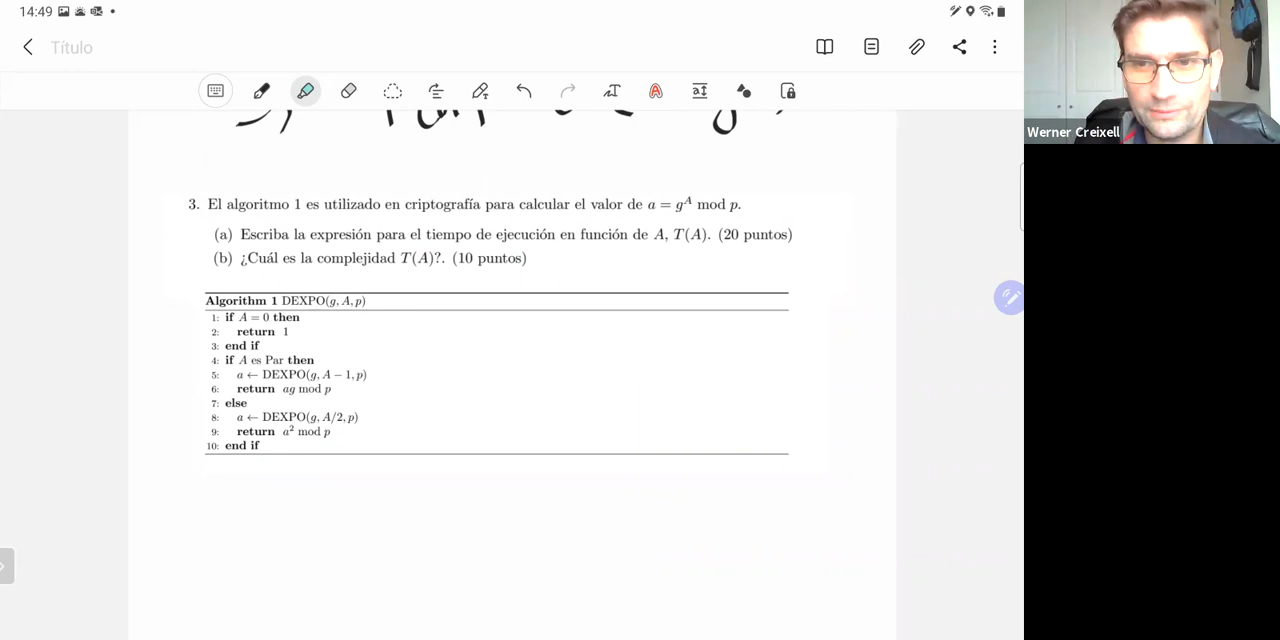 14:49
Título
Werner Creixell
3. El algoritmo 1 es utilizado en criptografía para calcular el valor de a = g^A mod p.
(a) Escriba la expresión para el tiempo de ejecución en función de A, T(A). (20 puntos)
(b) ¿Cuál es la complejidad T(A)?. (10 puntos)
Algorithm 1 DEXPO(g, A, p)
1: if A = 0 then
2: return 1
3: end if
4: if A es Par then
5: a ← DEXPO(g, A − 1, p)
6: return ag mod p
7: else
8: a ← DEXPO(g, A/2, p)
9: return a² mod p
10: end if